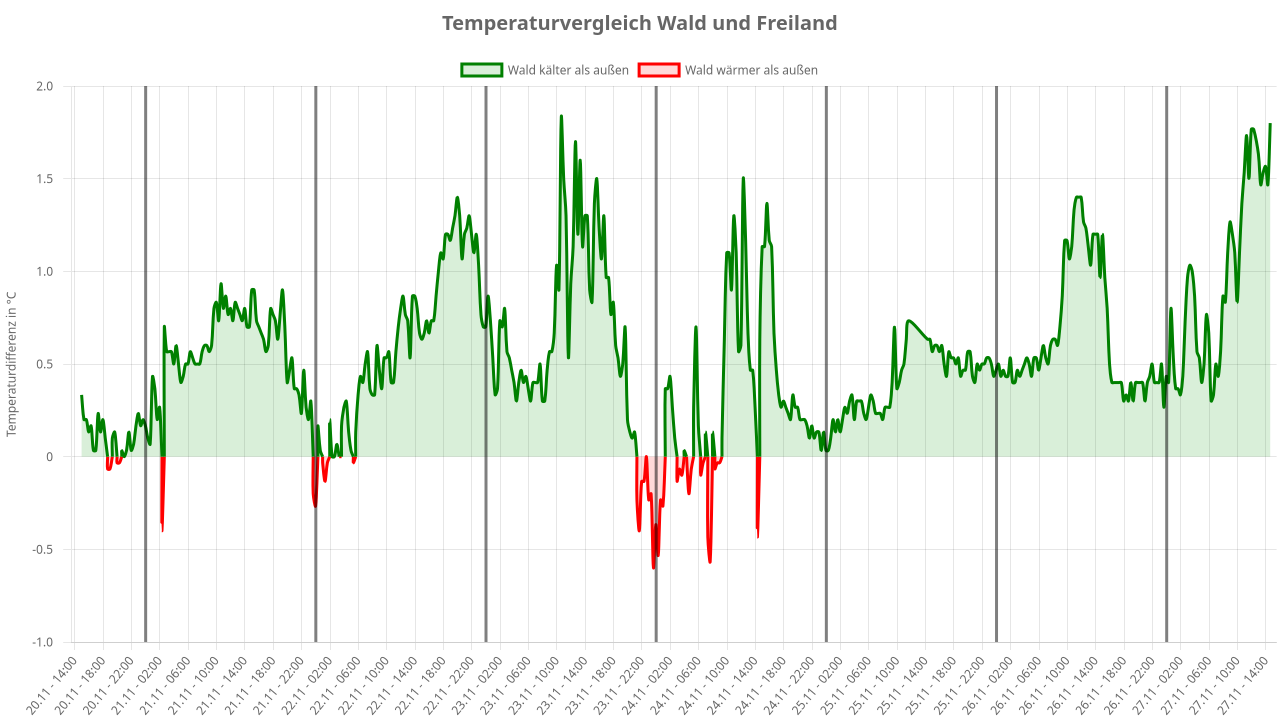 Temperaturvergleich Wald und Freiland
Wald kälter als außen
Wald wärmer als außen
Temperaturdifferenz in °C
2.0
1.5
1.0
0.5
0
-0.5
-1.0
20.11 - 14:00
20.11 - 18:00
20.11 - 22:00
21.11 - 02:00
21.11 - 06:00
21.11 - 10:00
21.11 - 14:00
21.11 - 18:00
21.11 - 22:00
22.11 - 02:00
22.11 - 06:00
22.11 - 10:00
22.11 - 14:00
22.11 - 18:00
22.11 - 22:00
23.11 - 02:00
23.11 - 06:00
23.11 - 10:00
23.11 - 14:00
23.11 - 18:00
23.11 - 22:00
24.11 - 02:00
24.11 - 06:00
24.11 - 10:00
24.11 - 14:00
24.11 - 18:00
24.11 - 22:00
25.11 - 02:00
25.11 - 06:00
25.11 - 10:00
25.11 - 14:00
25.11 - 18:00
25.11 - 22:00
26.11 - 02:00
26.11 - 06:00
26.11 - 10:00
26.11 - 14:00
26.11 - 18:00
26.11 - 22:00
27.11 - 02:00
27.11 - 06:00
27.11 - 10:00
27.11 - 14:00